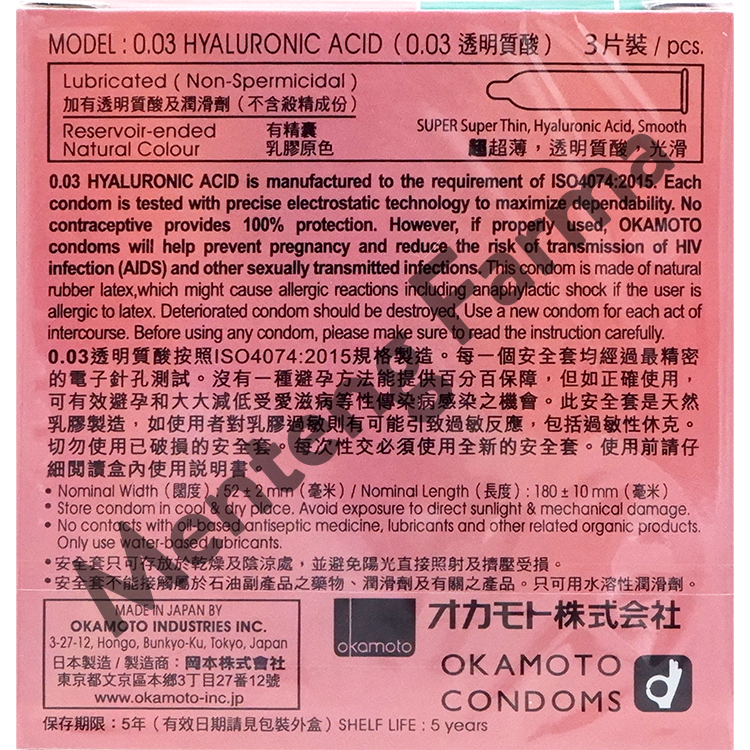 MODEL : 0.03 HYALURONIC ACID ( 0.03 透明質酸 ) 3片裝 / pcs.
Lubricated ( Non-Spermicidal )
加有透明質酸及潤滑劑（不含殺精成份）
Reservoir-ended 有精囊
Natural Colour 乳膠原色
SUPER Super Thin, Hyaluronic Acid, Smooth
超超薄，透明質酸，光滑
0.03 HYALURONIC ACID is manufactured to the requirement of ISO4074:2015. Each
condom is tested with precise electrostatic technology to maximize dependability. No
contraceptive provides 100% protection. However, if properly used, OKAMOTO
condoms will help prevent pregnancy and reduce the risk of transmission of HIV
infection (AIDS) and other sexually transmitted infections. This condom is made of natural
rubber latex,which might cause allergic reactions including anaphylactic shock if the user is
allergic to latex. Deteriorated condom should be destroyed, Use a new condom for each act of
intercourse. Before using any condom, please make sure to read the instruction carefully.
0.03透明質酸按照ISO4074:2015規格製造。每一個安全套均經過最精密
的電子針孔測試。沒有一種避孕方法能提供百分百保障，但如正確使用，
可有效避孕和大大減低受愛滋病等性傳染病感染之機會。此安全套是天然
乳膠製造，如使用者對乳膠過敏則有可能引致過敏反應，包括過敏性休克。
切勿使用已破損的安全套。每次性交必須使用全新的安全套。使用前請仔
細閱讀盒內使用說明書。
• Nominal Width (闊度) : 52 ± 2 mm (毫米) / Nominal Length (長度) : 180 ± 10 mm (毫米)
• Store condom in cool & dry place. Avoid exposure to direct sunlight & mechanical damage.
• No contacts with oil-based antiseptic medicine, lubricants and other related organic products.
Only use water-based lubricants.
• 安全套只可存放於乾燥及陰涼處，並避免陽光直接照射及擠壓受損。
• 安全套不能接觸屬於石油副產品之藥物、潤滑劑及有關之產品。只可用水溶性潤滑劑。
MADE IN JAPAN BY
OKAMOTO INDUSTRIES INC.
3-27-12, Hongo, Bunkyo-Ku, Tokyo, Japan
日本製造 / 製造商：岡本株式會社
東京都文京區本郷3丁目27番12號
www.okamoto-inc.jp
okamoto
オカモト株式会社
OKAMOTO
CONDOMS
保存期限：5年（有效日期請見包裝外盒）SHELF LIFE : 5 years
Menteng Farma